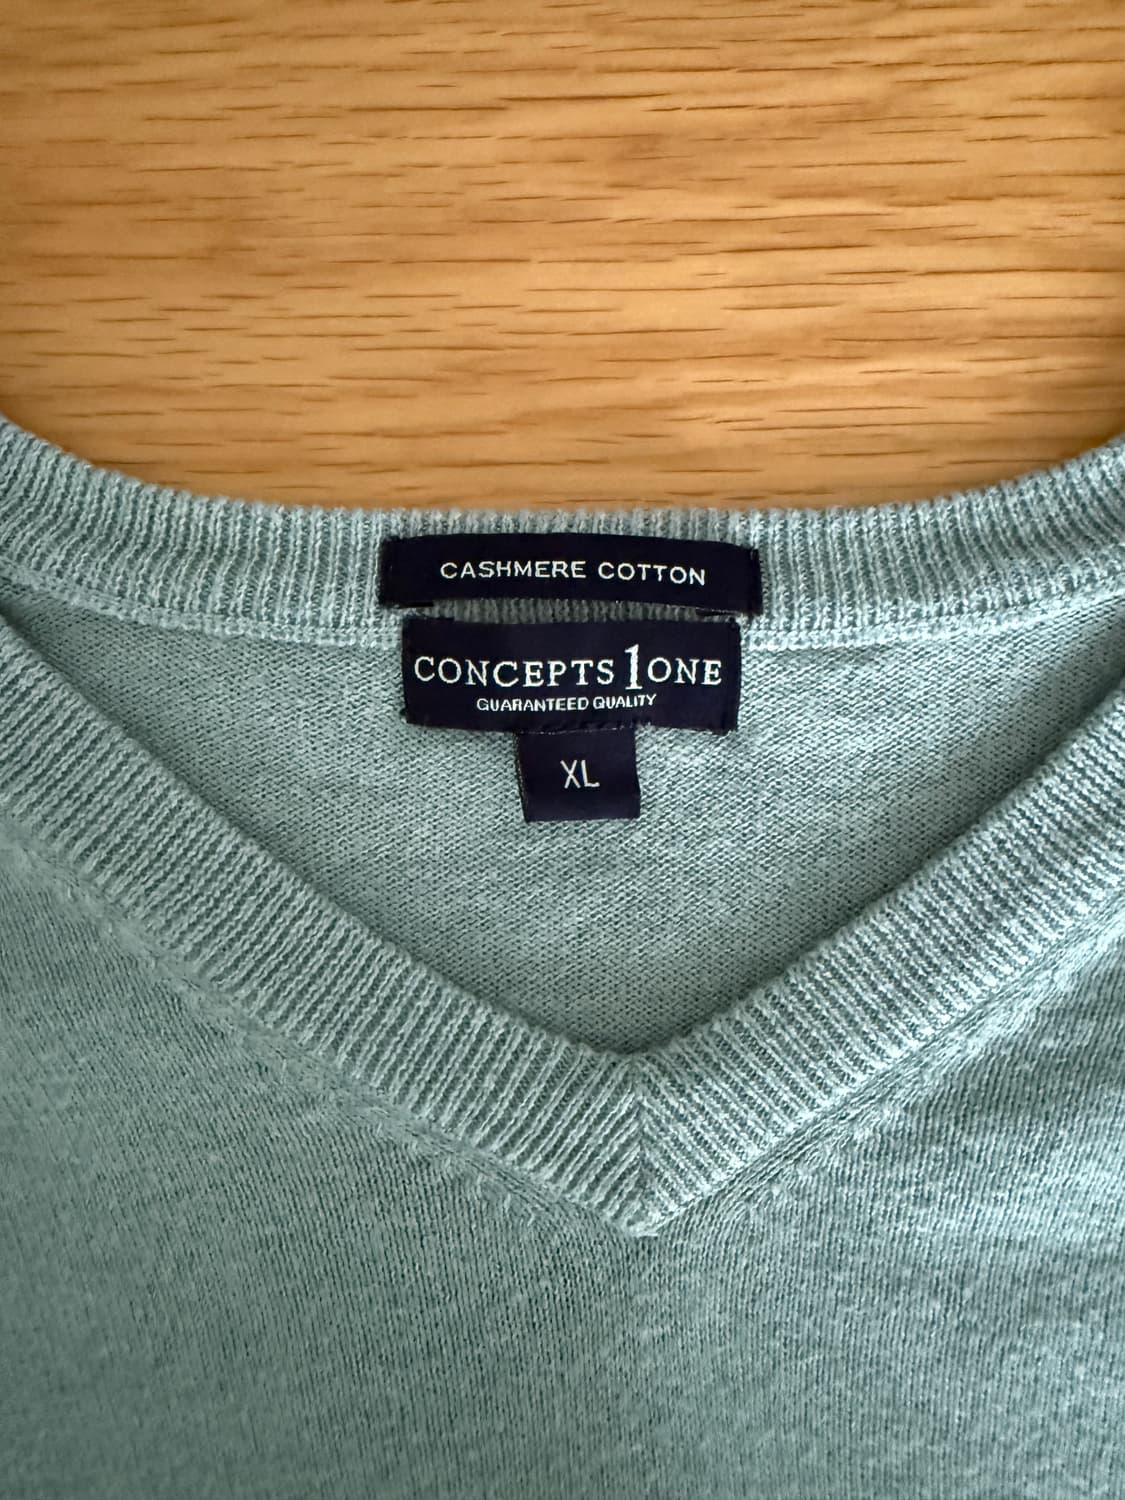 CASHMERE COTTON
CONCEPTS 1 ONE
GUARANTEED QUALITY
XL